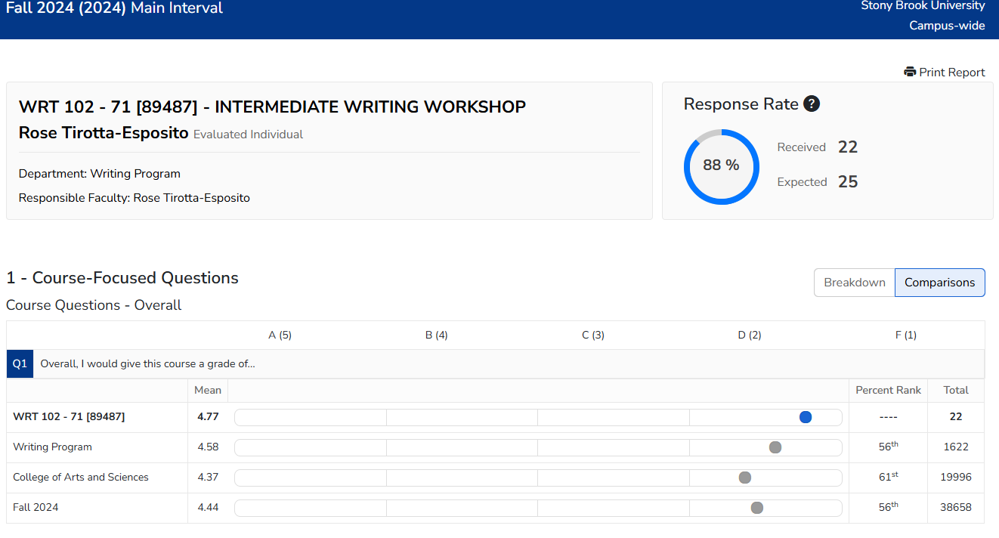 Fall 2024 (2024) Main Interval
Stony Brook University
Campus-wide
Print Report
WRT 102 - 71 [89487] - INTERMEDIATE WRITING WORKSHOP
Rose Tirotta-Esposito Evaluated Individual
Department: Writing Program
Responsible Faculty: Rose Tirotta-Esposito
Response Rate ?
88 %
Received 22
Expected 25
1 - Course-Focused Questions
Breakdown Comparisons
Course Questions - Overall
A (5) B (4) C (3) D (2) F (1)
Q1 Overall, I would give this course a grade of...
Mean Percent Rank Total
WRT 102 - 71 [89487] 4.77 ---- 22
Writing Program 4.58 56th 1622
College of Arts and Sciences 4.37 61st 19996
Fall 2024 4.44 56th 38658